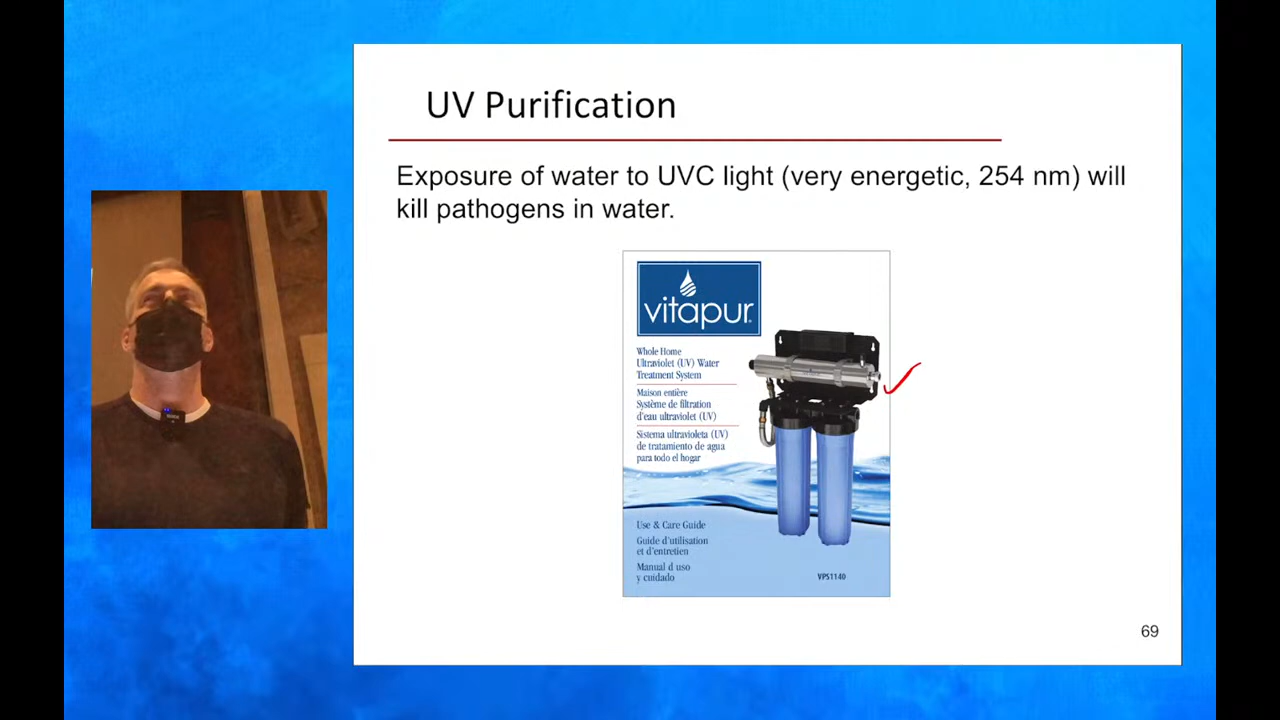 UV Purification
Exposure of water to UVC light (very energetic, 254 nm) will
kill pathogens in water.
vitapur
Whole Home
Ultraviolet (UV) Water
Treatment System
Maison entière
Système de filtration
d'eau ultraviolet (UV)
Sistema ultravioleta (UV)
de tratamiento de agua
para todo el hogar
Use & Care Guide
Guide d'utilisation
et d'entretien
Manual d uso
y cuidado
VPS1140
69